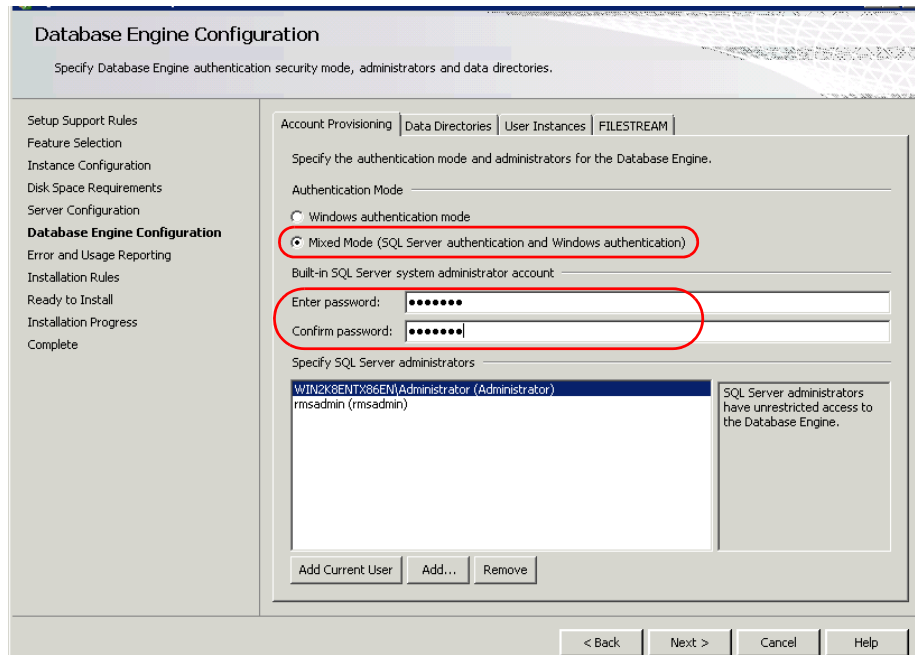 Database Engine Configuration
Specify Database Engine authentication security mode, administrators and data directories.
Setup Support Rules
Feature Selection
Instance Configuration
Disk Space Requirements
Server Configuration
Database Engine Configuration
Error and Usage Reporting
Installation Rules
Ready to Install
Installation Progress
Complete
Account Provisioning Data Directories User Instances FILESTREAM
Specify the authentication mode and administrators for the Database Engine.
Authentication Mode
Windows authentication mode
Mixed Mode (SQL Server authentication and Windows authentication)
Built-in SQL Server system administrator account
Enter password: ●●●●●●●
Confirm password: ●●●●●●●
Specify SQL Server administrators
WIN2K8ENTX86EN\Administrator (Administrator)
rmsadmin (rmsadmin)
SQL Server administrators
have unrestricted access to
the Database Engine.
Add Current User Add... Remove
< Back Next > Cancel Help